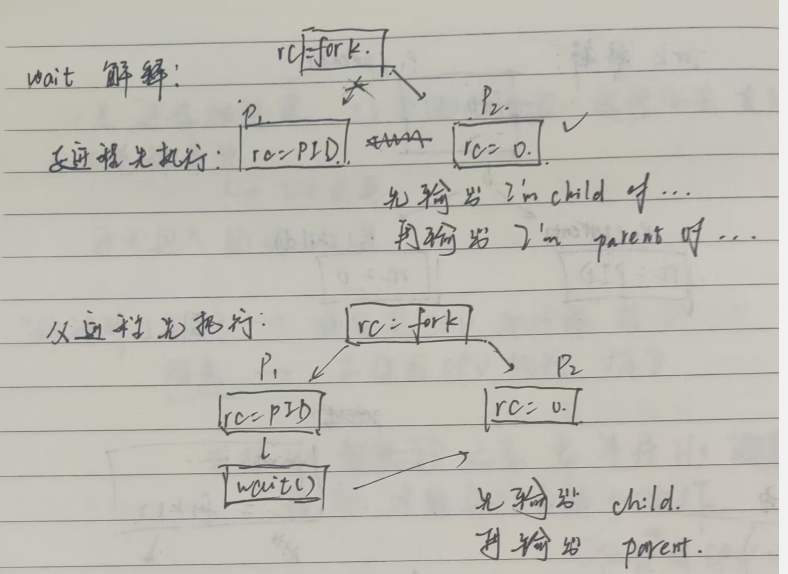 rc=fork.
wait 解释:
P₁ P₂.
进程先执行: rc=PID rc=0. ✓
先输出 I'm child of ...
再输出 I'm parent of ...
父进程先执行: rc=fork
P₁ P₂
rc=PID rc=0.
wait()
先输出 child.
再输出 parent.